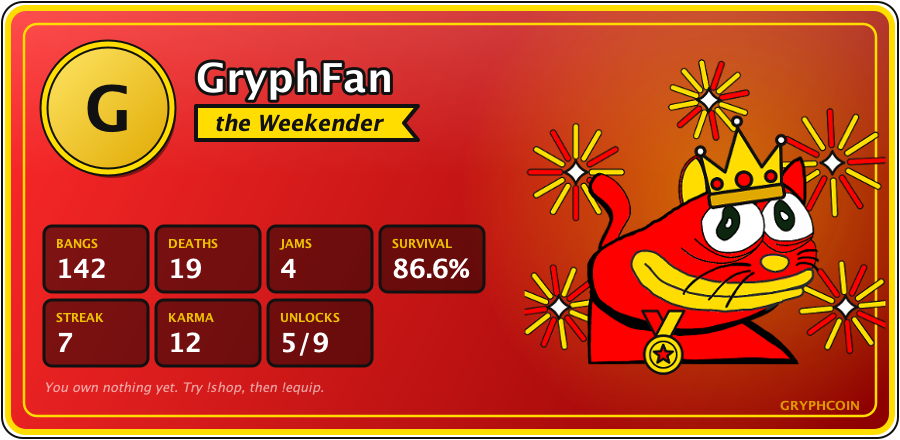 G
GryphFan
the Weekender
BANGS
142
DEATHS
19
JAMS
4
SURVIVAL
86.6%
STREAK
7
KARMA
12
UNLOCKS
5/9
You own nothing yet. Try !shop, then !equip.
GRYPHCOIN